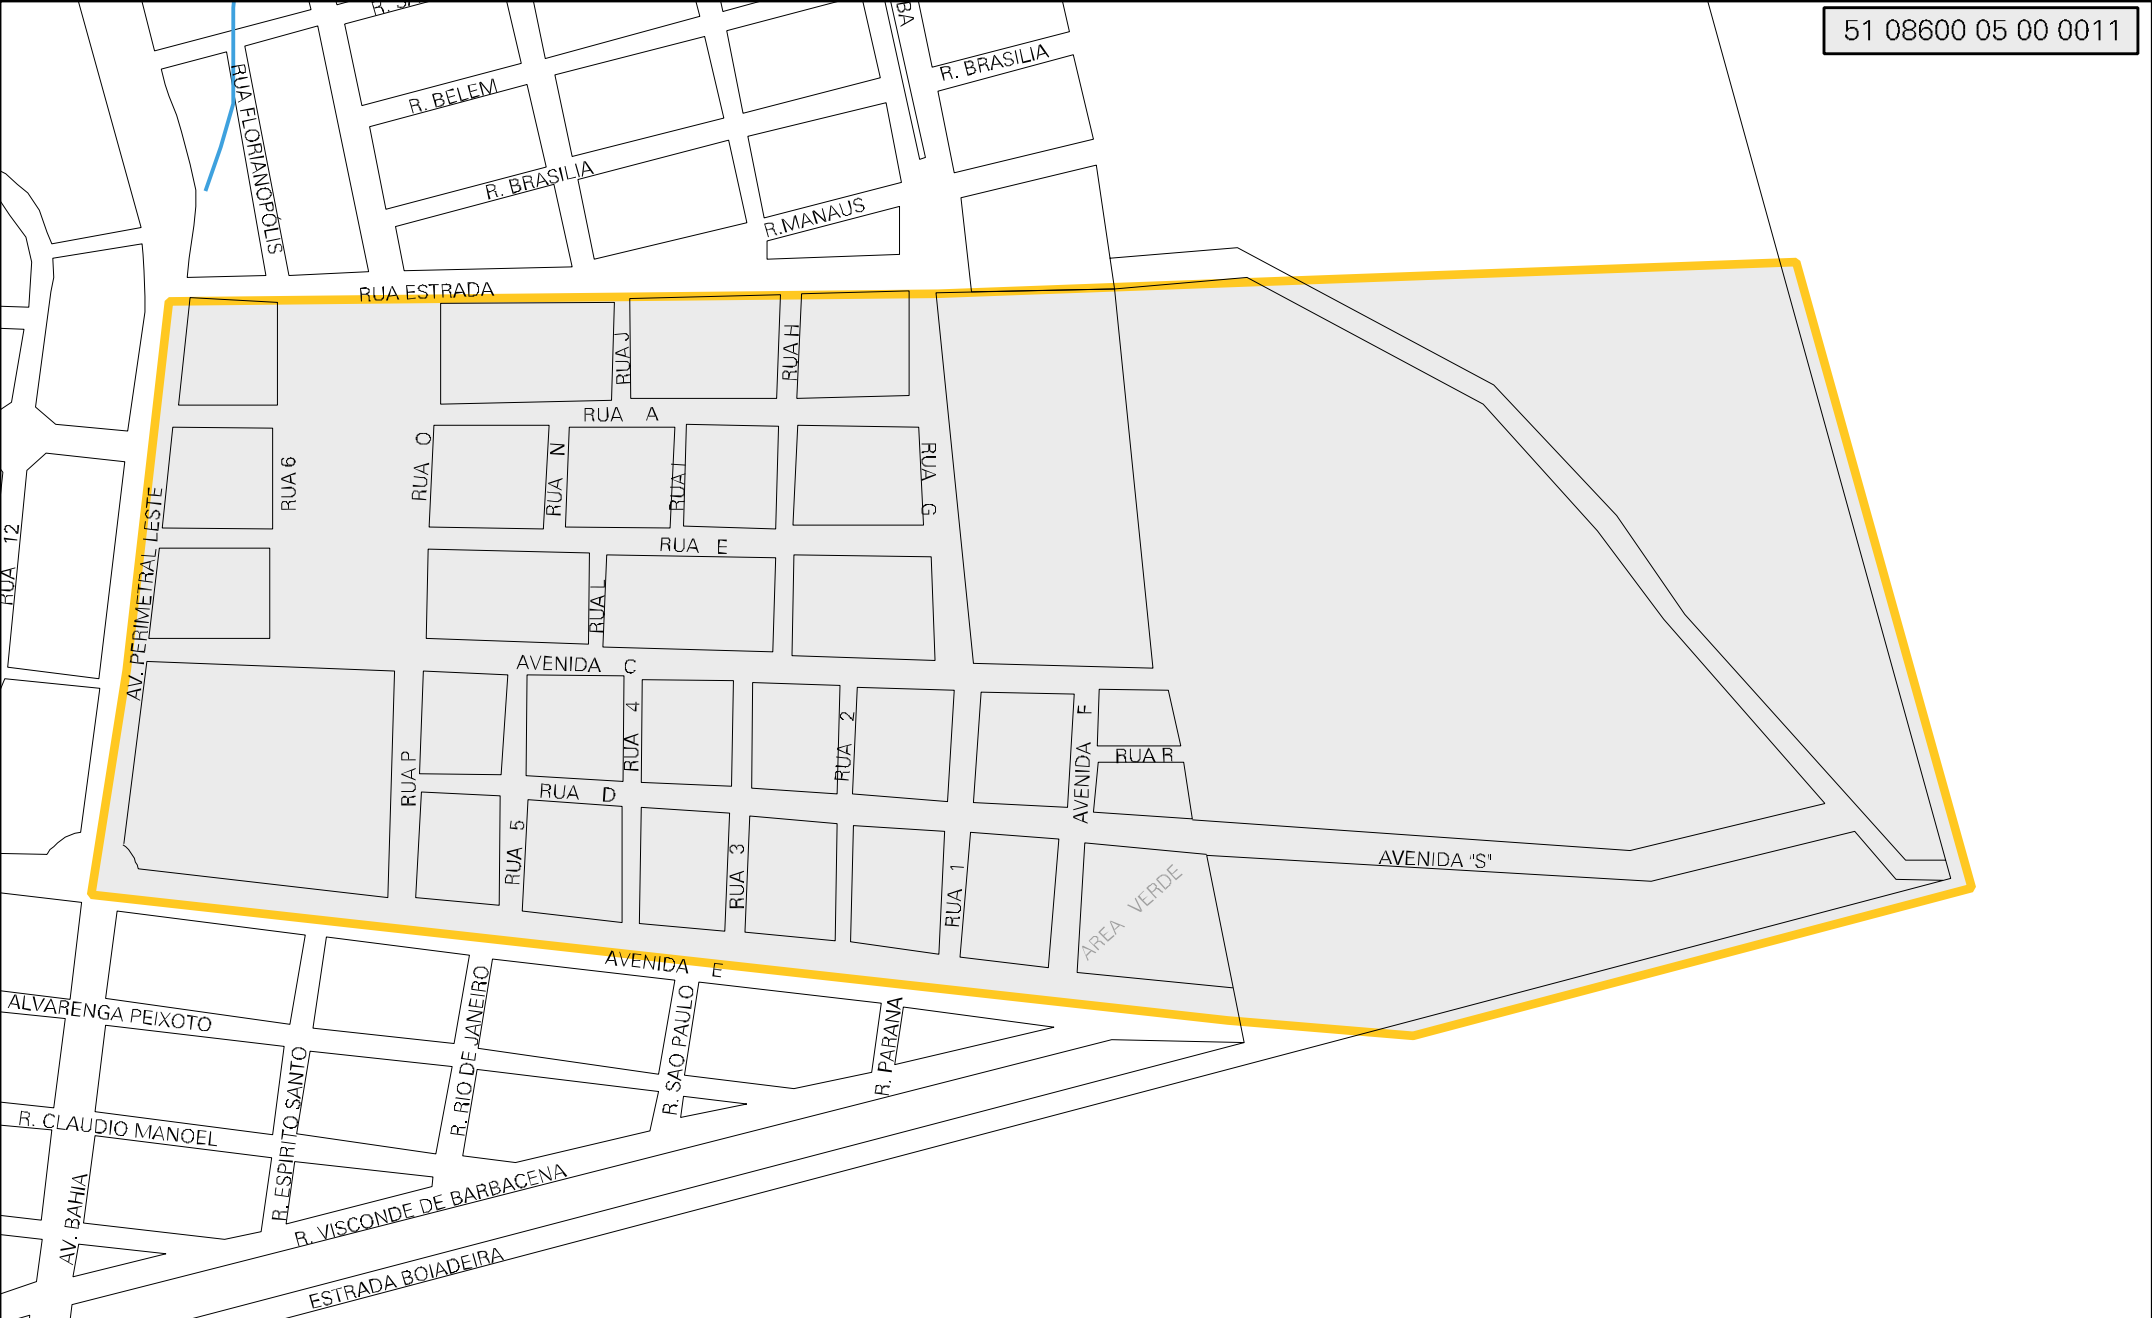 51 08600 05 00 0011
R. BRASILIA
R. BELEM
RUA FLORIANOPÓLIS
R. BRASILIA
R.MANAUS
RUA ESTRADA
RUA J
RUA H
RUA A
RUA O
RUA N
RUA I
RUA G
RUA 6
RUA 12
AV. PERIMETRAL LESTE
RUA E
RUA L
AVENIDA C
RUA 4
RUA 2
AVENIDA F
RUA R
RUA P
RUA D
RUA 5
RUA 3
RUA 1
AVENIDA "S"
AREA VERDE
AVENIDA E
ALVARENGA PEIXOTO
R. RIO DE JANEIRO
R. SAO PAULO
R. PARANA
R. CLAUDIO MANOEL
R. ESPIRITO SANTO
AV. BAHIA
R. VISCONDE DE BARBACENA
ESTRADA BOIADEIRA